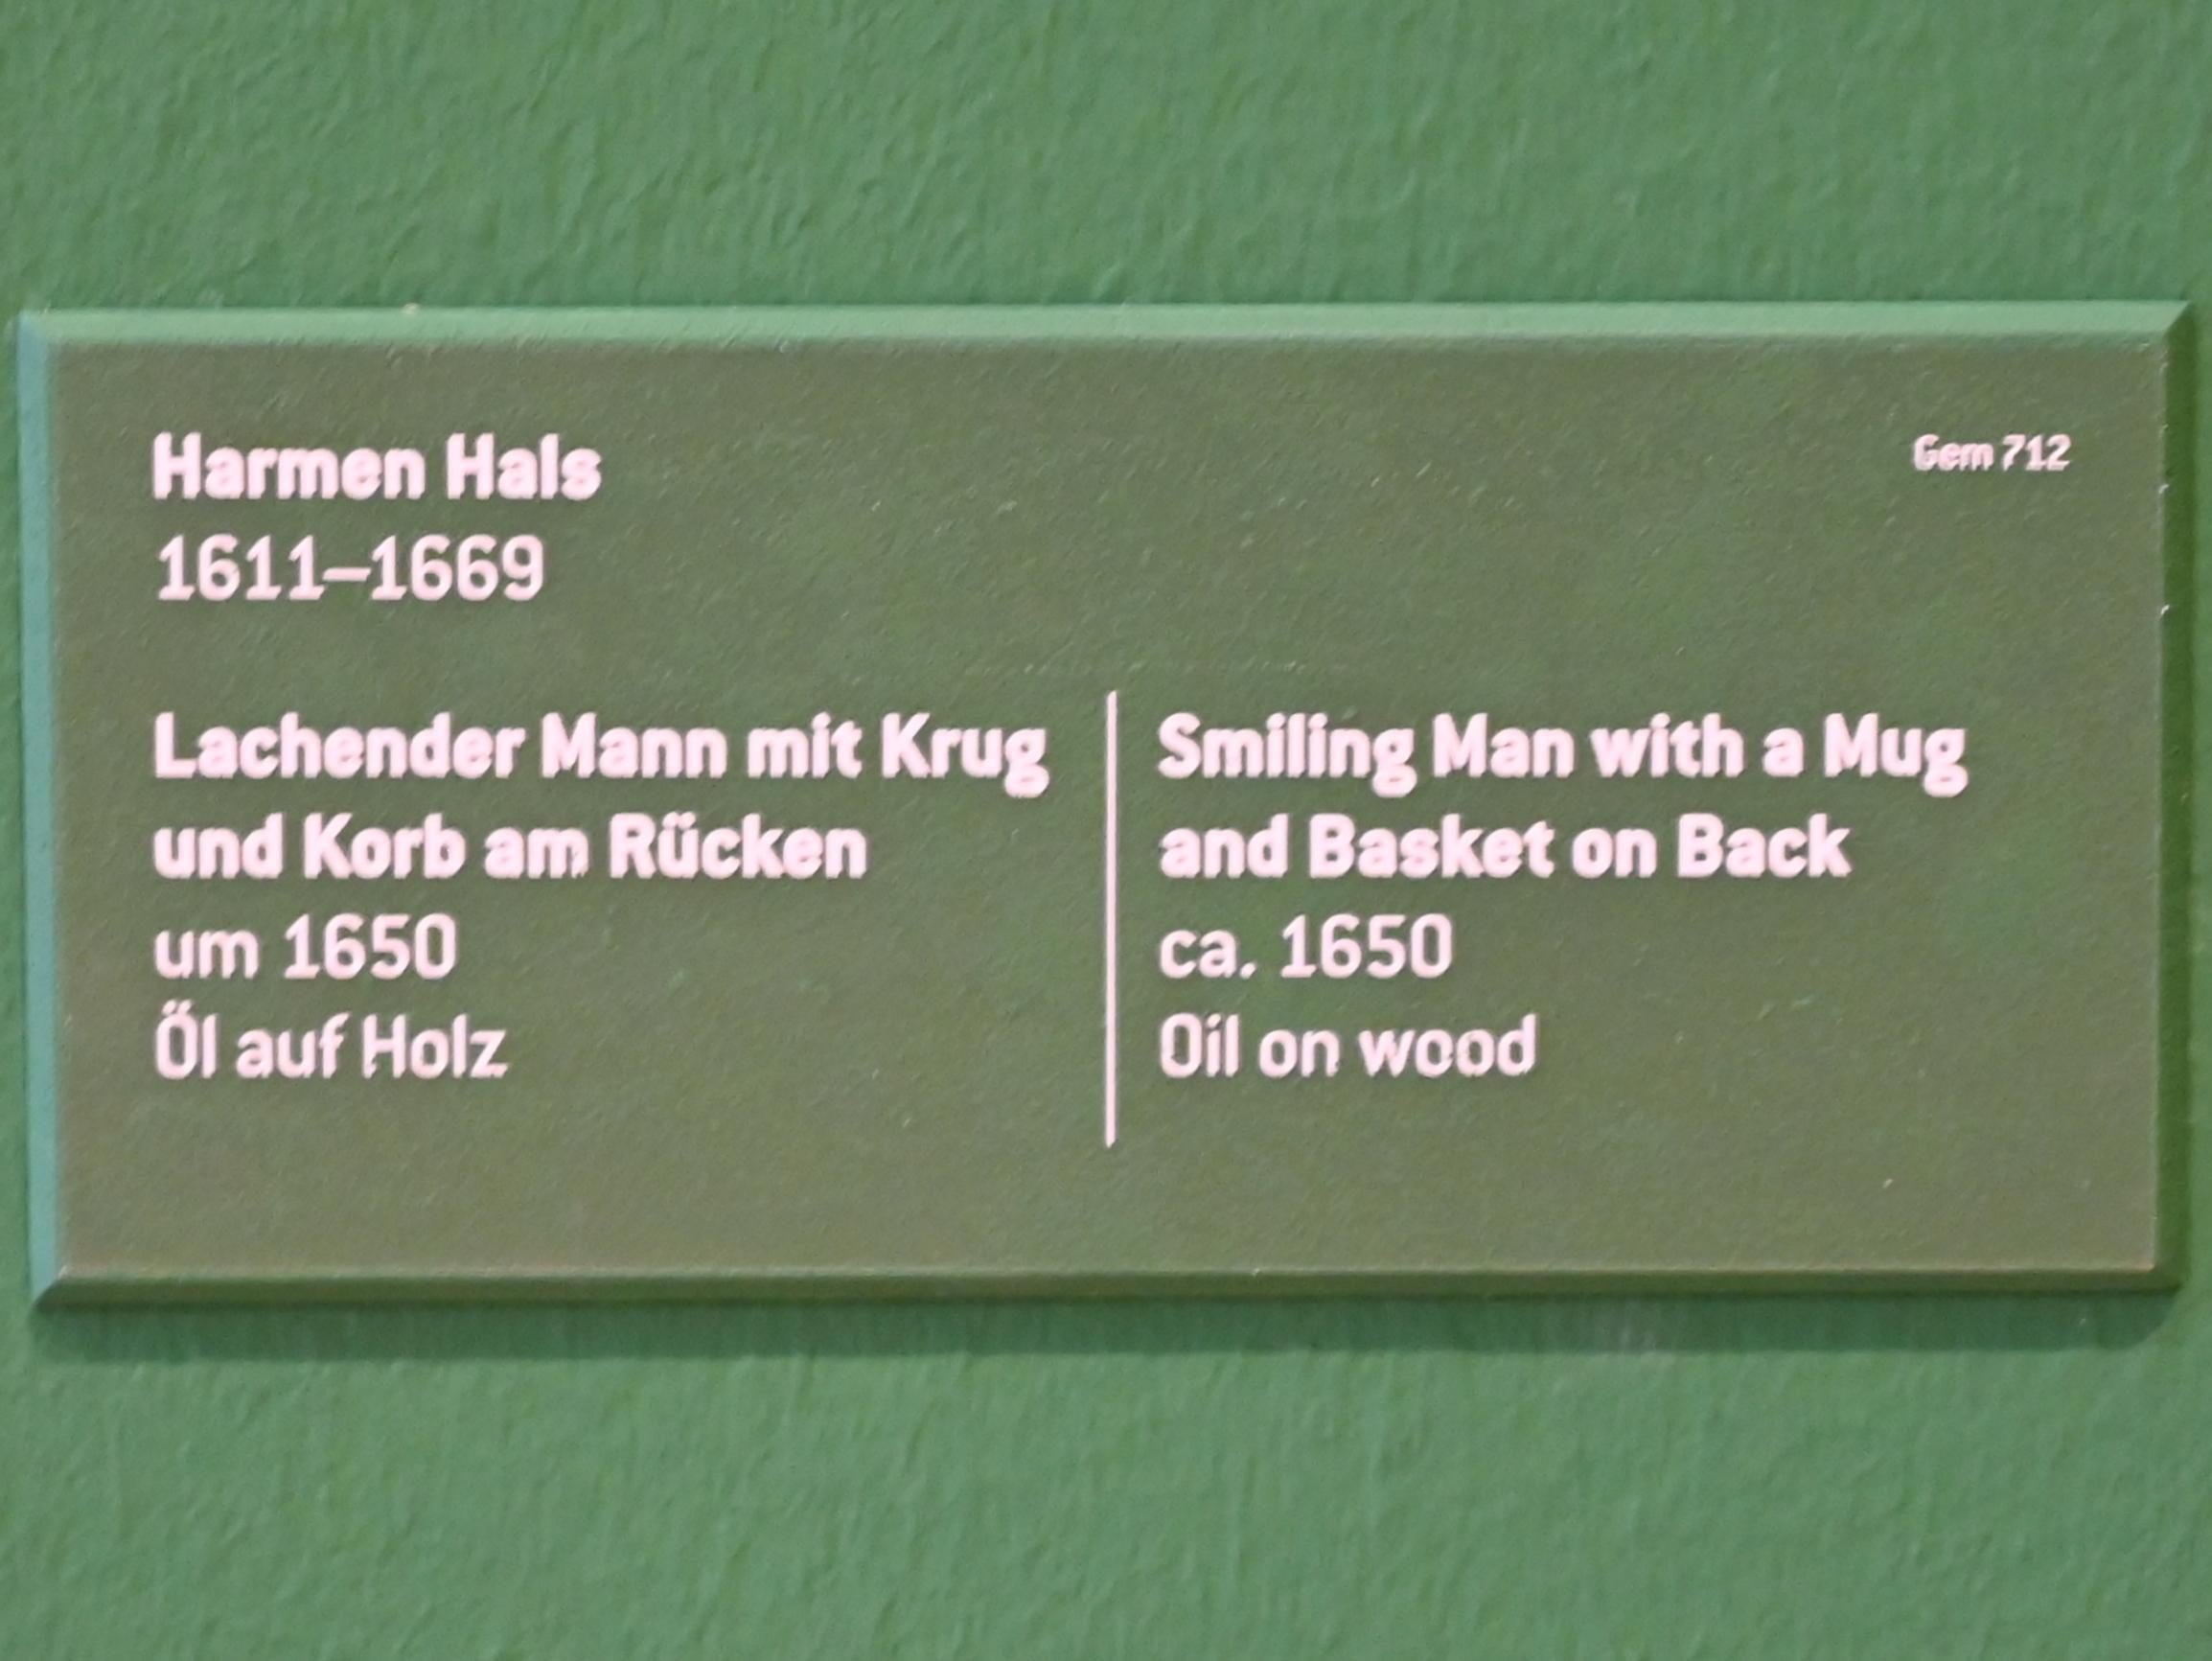 Harmen Hals
Gem 712
1611–1669
Lachender Mann mit Krug
und Korb am Rücken
um 1650
Öl auf Holz
Smiling Man with a Mug
and Basket on Back
ca. 1650
Oil on wood